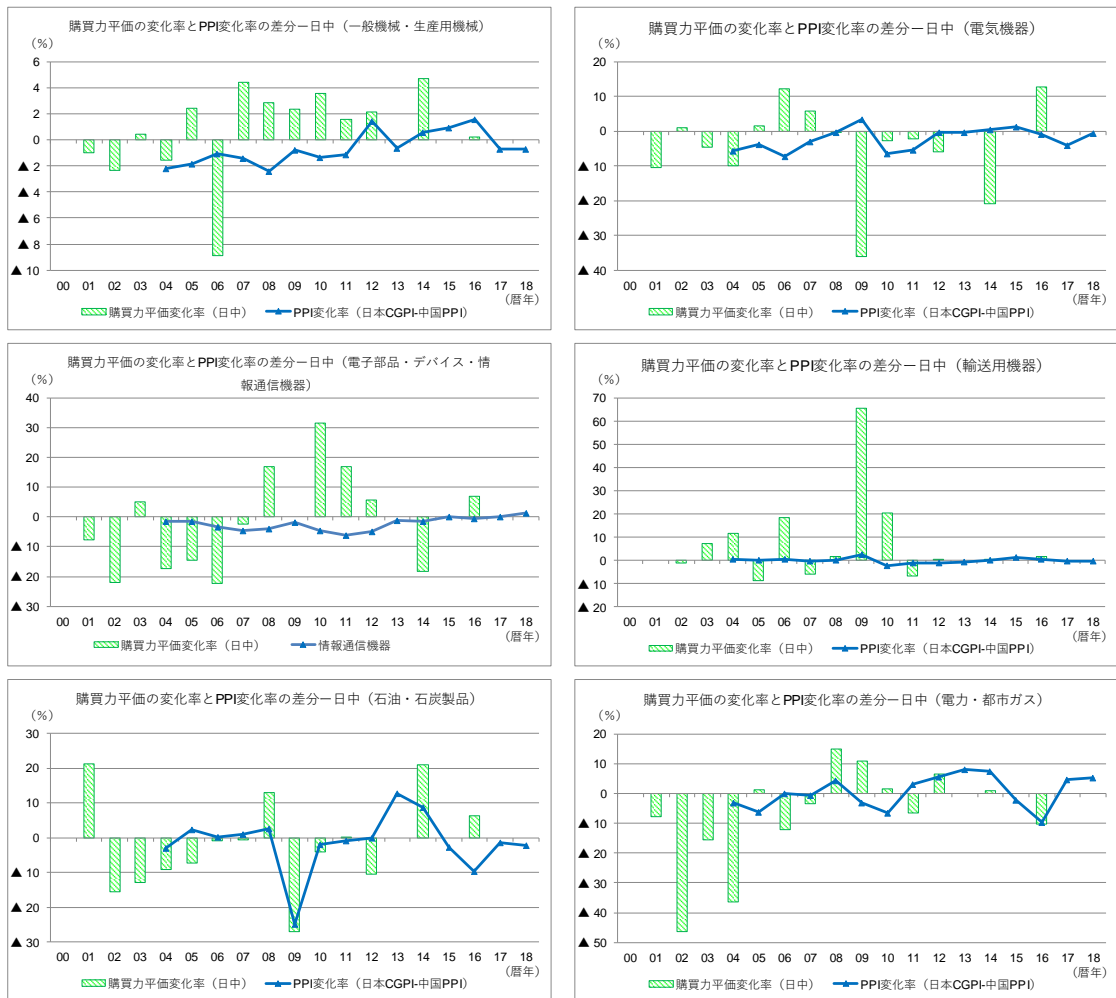 購買力平価の変化率とPPI変化率の差分ー日中（一般機械・生産用機械）
（%）
6
4
2
0
▲ 2
▲ 4
▲ 6
▲ 8
▲ 10
00 01 02 03 04 05 06 07 08 09 10 11 12 13 14 15 16 17 18
（暦年）
購買力平価変化率（日中） PPI変化率（日本CGPI-中国PPI）
購買力平価の変化率とPPI変化率の差分ー日中（電気機器）
（%）
20
10
0
▲ 10
▲ 20
▲ 30
▲ 40
00 01 02 03 04 05 06 07 08 09 10 11 12 13 14 15 16 17 18
（暦年）
購買力平価変化率（日中） PPI変化率（日本CGPI-中国PPI）
購買力平価の変化率とPPI変化率の差分ー日中（電子部品・デバイス・情
報通信機器）
（%）
40
30
20
10
0
▲ 10
▲ 20
▲ 30
00 01 02 03 04 05 06 07 08 09 10 11 12 13 14 15 16 17 18
（暦年）
購買力平価変化率（日中） 情報通信機器
購買力平価の変化率とPPI変化率の差分ー日中（輸送用機器）
（%）
70
60
50
40
30
20
10
0
▲ 10
▲ 20
00 01 02 03 04 05 06 07 08 09 10 11 12 13 14 15 16 17 18
（暦年）
購買力平価変化率（日中） PPI変化率（日本CGPI-中国PPI）
購買力平価の変化率とPPI変化率の差分ー日中（石油・石炭製品）
（%）
30
20
10
0
▲ 10
▲ 20
▲ 30
00 01 02 03 04 05 06 07 08 09 10 11 12 13 14 15 16 17 18
（暦年）
購買力平価変化率（日中） PPI変化率（日本CGPI-中国PPI）
購買力平価の変化率とPPI変化率の差分ー日中（電力・都市ガス）
（%）
20
10
0
▲ 10
▲ 20
▲ 30
▲ 40
▲ 50
00 01 02 03 04 05 06 07 08 09 10 11 12 13 14 15 16 17 18
（暦年）
購買力平価変化率（日中） PPI変化率（日本CGPI-中国PPI）